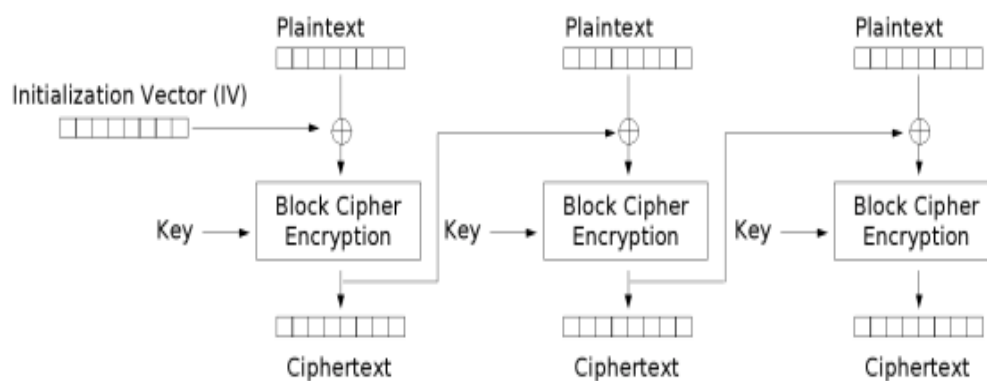 Plaintext
Plaintext
Plaintext
Initialization Vector (IV)
Key
Block Cipher
Encryption
Key
Block Cipher
Encryption
Key
Block Cipher
Encryption
Ciphertext
Ciphertext
Ciphertext